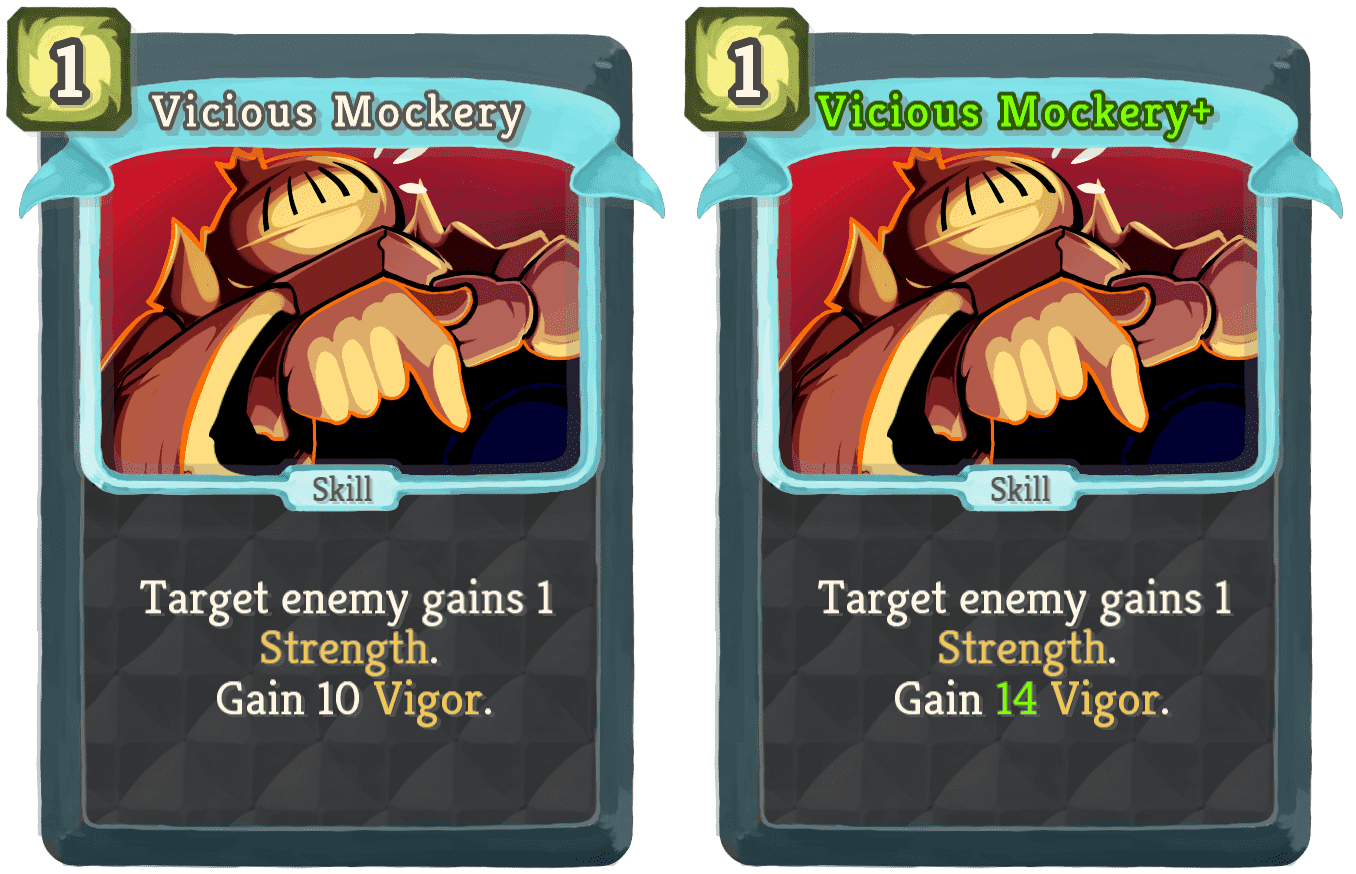 1
Vicious Mockery
Skill
Target enemy gains 1
Strength.
Gain 10 Vigor.
1
Vicious Mockery+
Skill
Target enemy gains 1
Strength.
Gain 14 Vigor.